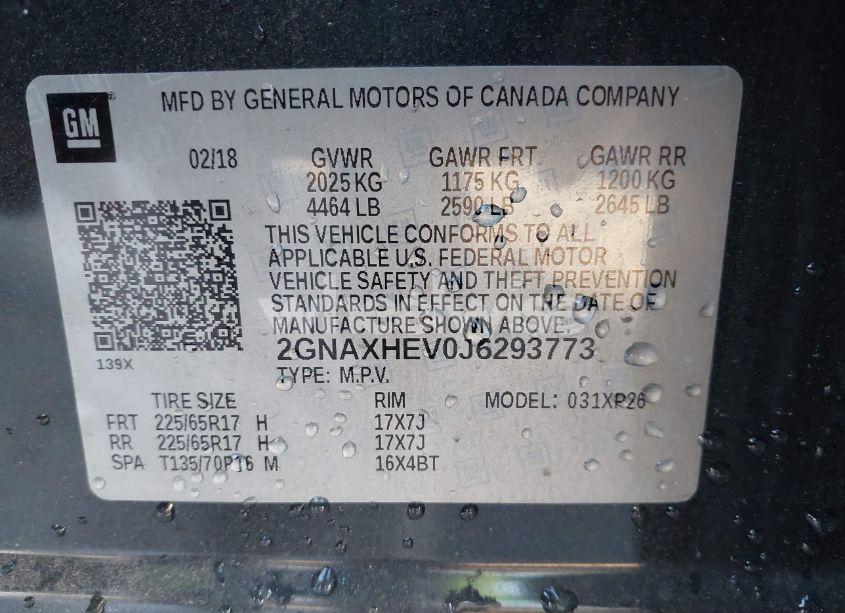 GM
MFD BY GENERAL MOTORS OF CANADA COMPANY
02/18 GVWR GAWR FRT GAWR RR
2025 KG 1175 KG 1200 KG
4464 LB 2590 LB 2645 LB
THIS VEHICLE CONFORMS TO ALL
APPLICABLE U.S. FEDERAL MOTOR
VEHICLE SAFETY AND THEFT PREVENTION
STANDARDS IN EFFECT ON THE DATE OF
MANUFACTURE SHOWN ABOVE.
2GNAXHEV0J6293773
139X
TYPE: M.P.V.
TIRE SIZE RIM MODEL: 031XP26
FRT 225/65R17 H 17X7J
RR 225/65R17 H 17X7J
SPA T135/70R16 M 16X4BT